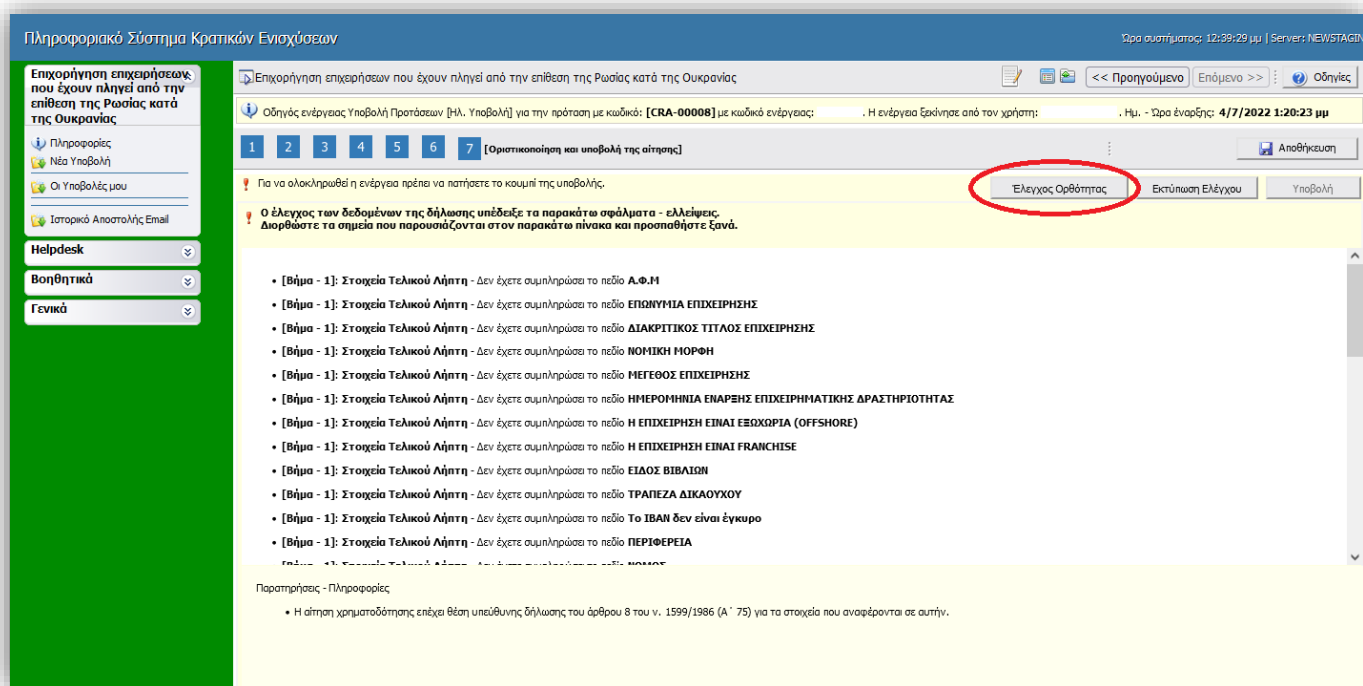 Πληροφοριακό Σύστημα Κρατικών Ενισχύσεων
Ώρα συστήματος: 12:39:29 μμ | Server: NEWSTAGIN
Επιχορήγηση επιχειρήσεων που έχουν πληγεί από την επίθεση της Ρωσίας κατά της Ουκρανίας
Πληροφορίες
Νέα Υποβολή
Οι Υποβολές μου
Ιστορικό Αποστολής Email
Helpdesk
Βοηθητικά
Γενικά
Επιχορήγηση επιχειρήσεων που έχουν πληγεί από την επίθεση της Ρωσίας κατά της Ουκρανίας
<< Προηγούμενο Επόμενο >> Οδηγίες
Οδηγός ενέργειας Υποβολή Προτάσεων [Ηλ. Υποβολή] για την πρόταση με κωδικό: [CRA-00008] με κωδικό ενέργειας: . Η ενέργεια ξεκίνησε από τον χρήστη: . Ημ. - Ώρα έναρξης: 4/7/2022 1:20:23 μμ
1 2 3 4 5 6 7 [Οριστικοποίηση και υποβολή της αίτησης] Αποθήκευση
Για να ολοκληρωθεί η ενέργεια πρέπει να πατήσετε το κουμπί της υποβολής.
Έλεγχος Ορθότητας Εκτύπωση Ελέγχου Υποβολή
Ο έλεγχος των δεδομένων της δήλωσης υπέδειξε τα παρακάτω σφάλματα - ελλείψεις.
Διορθώστε τα σημεία που παρουσιάζονται στον παρακάτω πίνακα και προσπαθήστε ξανά.
• [Βήμα - 1]: Στοιχεία Τελικού Λήπτη - Δεν έχετε συμπληρώσει το πεδίο Α.Φ.Μ
• [Βήμα - 1]: Στοιχεία Τελικού Λήπτη - Δεν έχετε συμπληρώσει το πεδίο ΕΠΩΝΥΜΙΑ ΕΠΙΧΕΙΡΗΣΗΣ
• [Βήμα - 1]: Στοιχεία Τελικού Λήπτη - Δεν έχετε συμπληρώσει το πεδίο ΔΙΑΚΡΙΤΙΚΟΣ ΤΙΤΛΟΣ ΕΠΙΧΕΙΡΗΣΗΣ
• [Βήμα - 1]: Στοιχεία Τελικού Λήπτη - Δεν έχετε συμπληρώσει το πεδίο ΝΟΜΙΚΗ ΜΟΡΦΗ
• [Βήμα - 1]: Στοιχεία Τελικού Λήπτη - Δεν έχετε συμπληρώσει το πεδίο ΜΕΓΕΘΟΣ ΕΠΙΧΕΙΡΗΣΗΣ
• [Βήμα - 1]: Στοιχεία Τελικού Λήπτη - Δεν έχετε συμπληρώσει το πεδίο ΗΜΕΡΟΜΗΝΙΑ ΕΝΑΡΞΗΣ ΕΠΙΧΕΙΡΗΜΑΤΙΚΗΣ ΔΡΑΣΤΗΡΙΟΤΗΤΑΣ
• [Βήμα - 1]: Στοιχεία Τελικού Λήπτη - Δεν έχετε συμπληρώσει το πεδίο Η ΕΠΙΧΕΙΡΗΣΗ ΕΙΝΑΙ ΕΞΩΧΩΡΙΑ (OFFSHORE)
• [Βήμα - 1]: Στοιχεία Τελικού Λήπτη - Δεν έχετε συμπληρώσει το πεδίο Η ΕΠΙΧΕΙΡΗΣΗ ΕΙΝΑΙ FRANCHISE
• [Βήμα - 1]: Στοιχεία Τελικού Λήπτη - Δεν έχετε συμπληρώσει το πεδίο ΕΙΔΟΣ ΒΙΒΛΙΩΝ
• [Βήμα - 1]: Στοιχεία Τελικού Λήπτη - Δεν έχετε συμπληρώσει το πεδίο ΤΡΑΠΕΖΑ ΔΙΚΑΟΥΧΟΥ
• [Βήμα - 1]: Στοιχεία Τελικού Λήπτη - Δεν έχετε συμπληρώσει το πεδίο Το IBAN δεν είναι έγκυρο
• [Βήμα - 1]: Στοιχεία Τελικού Λήπτη - Δεν έχετε συμπληρώσει το πεδίο ΠΕΡΙΦΕΡΕΙΑ
Παρατηρήσεις - Πληροφορίες
• Η αίτηση χρηματοδότησης επέχει θέση υπεύθυνης δήλωσης του άρθρου 8 του ν. 1599/1986 (Α΄ 75) για τα στοιχεία που αναφέρονται σε αυτήν.